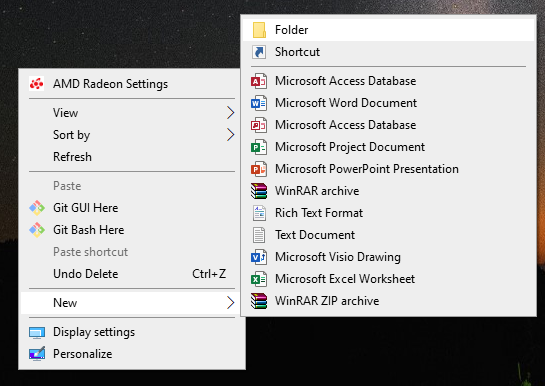 AMD Radeon Settings
View
Sort by
Refresh
Paste
Git GUI Here
Git Bash Here
Paste shortcut
Undo Delete Ctrl+Z
New
Display settings
Personalize
Folder
Shortcut
Microsoft Access Database
Microsoft Word Document
Microsoft Access Database
Microsoft Project Document
Microsoft PowerPoint Presentation
WinRAR archive
Rich Text Format
Text Document
Microsoft Visio Drawing
Microsoft Excel Worksheet
WinRAR ZIP archive